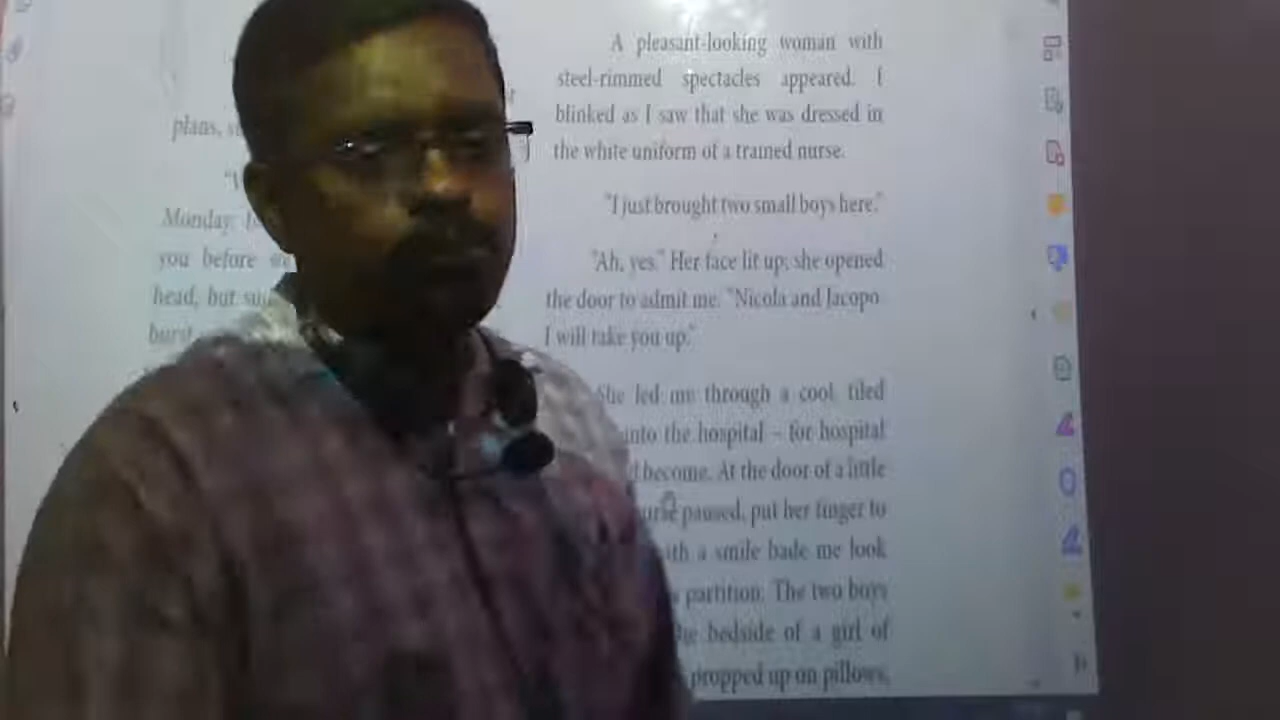 plans,
Monday.
you before we
head, but
burst
A pleasant-looking woman with
steel-rimmed spectacles appeared. I
blinked as I saw that she was dressed in
the white uniform of a trained nurse.
"I just brought two small boys here."
"Ah, yes." Her face lit up; she opened
the door to admit me. "Nicola and Jacopo.
I will take you up."
She led me through a cool, tiled
into the hospital – for hospital
become. At the door of a little
paused, put her finger to
with a smile bade me look
partition. The two boys
bedside of a girl of
propped up on pillows,